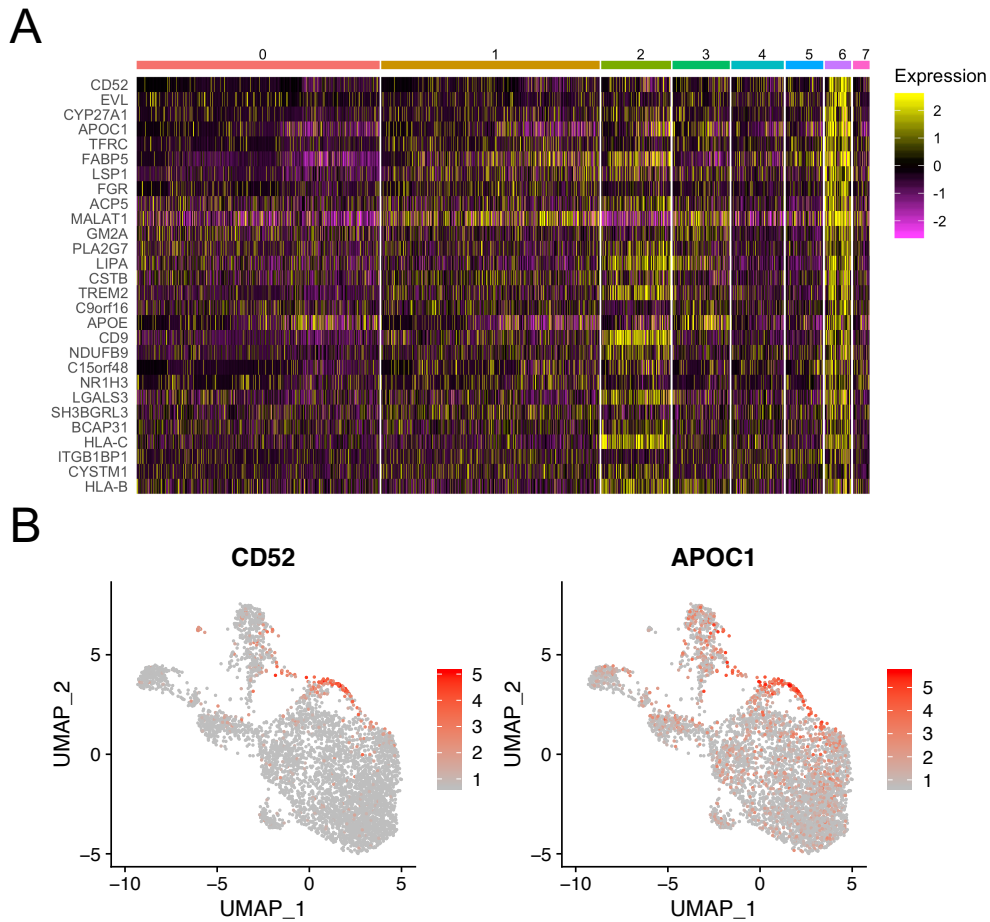 A
0 1 2 3 4 5 6 7
CD52
EVL
CYP27A1
APOC1
TFRC
FABP5
LSP1
FGR
ACP5
MALAT1
GM2A
PLA2G7
LIPA
CSTB
TREM2
C9orf16
APOE
CD9
NDUFB9
C15orf48
NR1H3
LGALS3
SH3BGRL3
BCAP31
HLA-C
ITGB1BP1
CYSTM1
HLA-B
Expression
2
1
0
-1
-2
B
CD52
UMAP_2
5
0
−5
−10 −5 0 5
UMAP_1
5
4
3
2
1
APOC1
UMAP_2
5
0
−5
−10 −5 0 5
UMAP_1
5
4
3
2
1